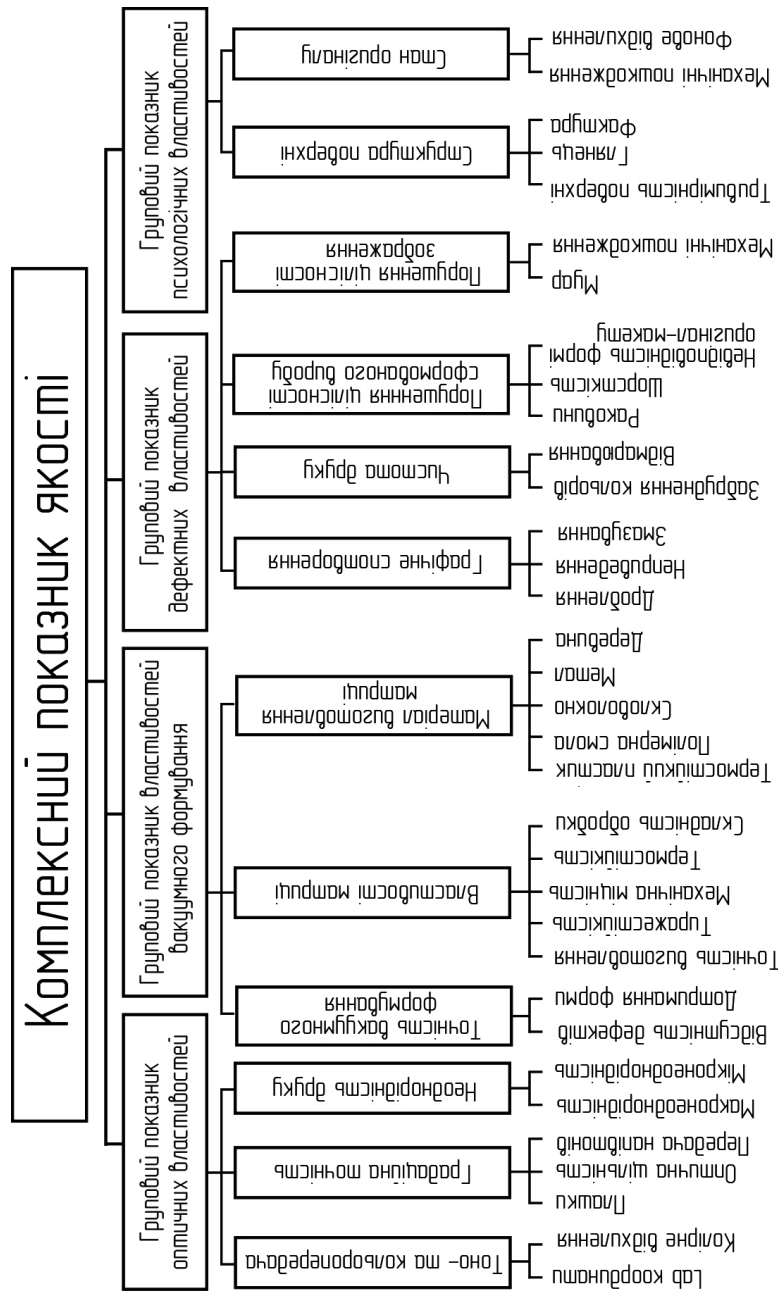 Комплексний показник якості
Груповий показник
оптичних властивостей
Груповий показник властивостей
вакуумного формування
Груповий показник
дефектних властивостей
Груповий показник
психологічних властивостей
Тоно- та кольоропередача
Lab координати
Колірне відхилення
Градаційна точність
Плашки
Оптична щільність
Передача напівтонів
Неоднорідність друку
Макронеоднорідність
Мікронеоднорідність
Точність вакуумного
формування
Відсутність дефектів
Дотримання форми
Властивості матриці
Точність виготовлення
Тиражестійкість
Механічна міцність
Термостійкість
Складність обробки
Матеріал виготовлення
матриці
Термостійкий пластик
Полімерна смола
Скловолокно
Метал
Деревина
Графічне спотворення
Дроблення
Неприведення
Змазування
Чистота друку
Забруднення кольорів
Відмарювання
Порушення цілісності
сформованого виробу
Раковини
Шорсткість
Невідповідність формі
оригінал-макету
Порушення цілісності
зображення
Муар
Механічні пошкодження
Структура поверхні
Тривимірність поверхні
Глянець
Фактура
Стан оригіналу
Механічні пошкодження
Фонове відхилення